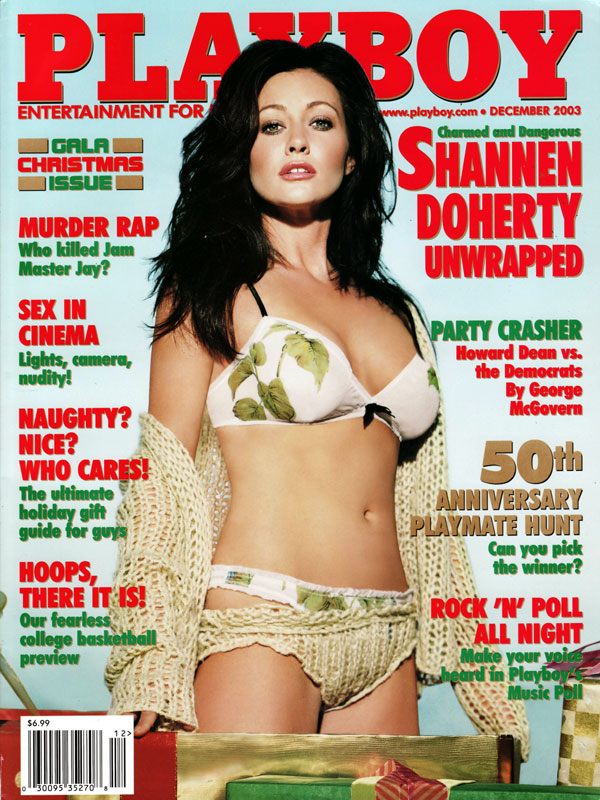 PLAYBOY
ENTERTAINMENT FOR
www.playboy.com • DECEMBER 2003
GALA
CHRISTMAS
ISSUE
MURDER RAP
Who killed Jam
Master Jay?
SEX IN
CINEMA
Lights, camera,
nudity!
NAUGHTY?
NICE?
WHO CARES!
The ultimate
holiday gift
guide for guys
HOOPS,
THERE IT IS!
Our fearless
college basketball
preview
Charmed and Dangerous
SHANNEN
DOHERTY
UNWRAPPED
PARTY CRASHER
Howard Dean vs.
the Democrats
By George
McGovern
50th
ANNIVERSARY
PLAYMATE HUNT
Can you pick
the winner?
ROCK 'N' POLL
ALL NIGHT
Make your voice
heard in Playboy's
Music Poll
$6.99
12>
0 30095 35270 8